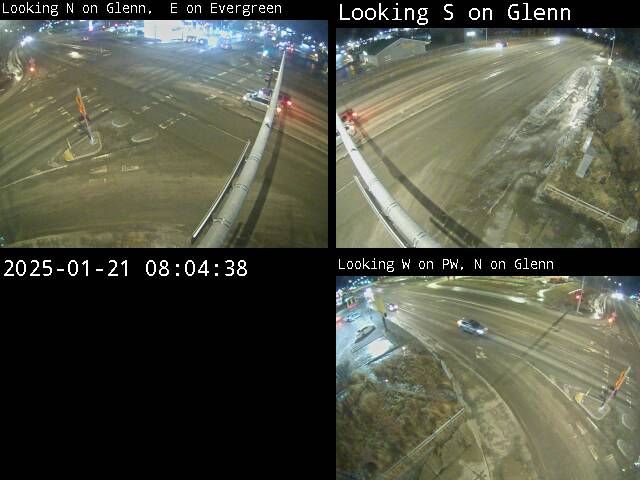 Looking N on Glenn,  E on Evergreen
Looking S on Glenn
2025-01-21 08:04:38
Looking W on PW, N on Glenn